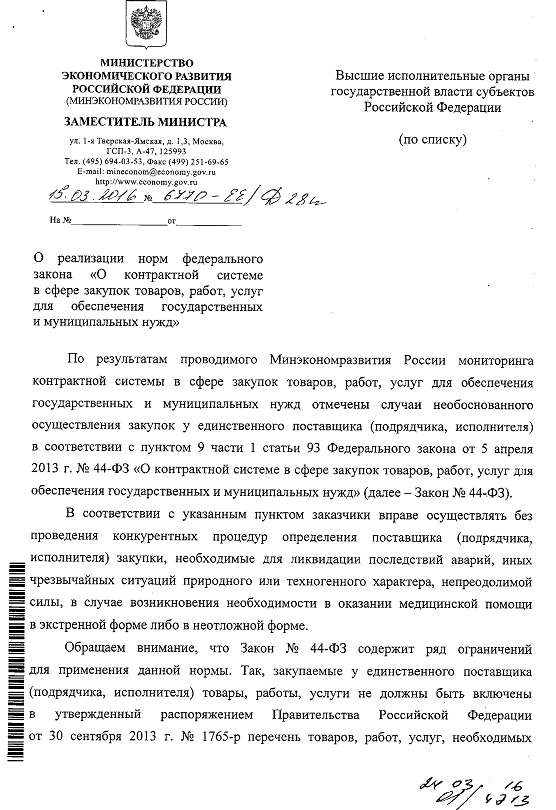 МИНИСТЕРСТВО
ЭКОНОМИЧЕСКОГО РАЗВИТИЯ
РОССИЙСКОЙ ФЕДЕРАЦИИ
(МИНЭКОНОМРАЗВИТИЯ РОССИИ)
ЗАМЕСТИТЕЛЬ МИНИСТРА
ул. 1-я Тверская-Ямская, д. 1,3, Москва,
ГСП-3, А-47, 125993
Тел. (495) 694-03-53, Факс (499) 251-69-65
E-mail: mineconom@economy.gov.ru
http://www.economy.gov.ru
15.03.2016 № 6770-ЕЕ/Д28и
На № от
Высшие исполнительные органы
государственной власти субъектов
Российской Федерации
(по списку)
О реализации норм федерального
закона «О контрактной системе
в сфере закупок товаров, работ, услуг
для обеспечения государственных
и муниципальных нужд»
По результатам проводимого Минэкономразвития России мониторинга
контрактной системы в сфере закупок товаров, работ, услуг для обеспечения
государственных и муниципальных нужд отмечены случаи необоснованного
осуществления закупок у единственного поставщика (подрядчика, исполнителя)
в соответствии с пунктом 9 части 1 статьи 93 Федерального закона от 5 апреля
2013 г. № 44-ФЗ «О контрактной системе в сфере закупок товаров, работ, услуг для
обеспечения государственных и муниципальных нужд» (далее – Закон № 44-ФЗ).
В соответствии с указанным пунктом заказчики вправе осуществлять без
проведения конкурентных процедур определения поставщика (подрядчика,
исполнителя) закупки, необходимые для ликвидации последствий аварий, иных
чрезвычайных ситуаций природного или техногенного характера, непреодолимой
силы, в случае возникновения необходимости в оказании медицинской помощи
в экстренной форме либо в неотложной форме.
Обращаем внимание, что Закон № 44-ФЗ содержит ряд ограничений
для применения данной нормы. Так, закупаемые у единственного поставщика
(подрядчика, исполнителя) товары, работы, услуги не должны быть включены
в утвержденный распоряжением Правительства Российской Федерации
от 30 сентября 2013 г. № 1765-р перечень товаров, работ, услуг, необходимых
24 03 16
01/4213